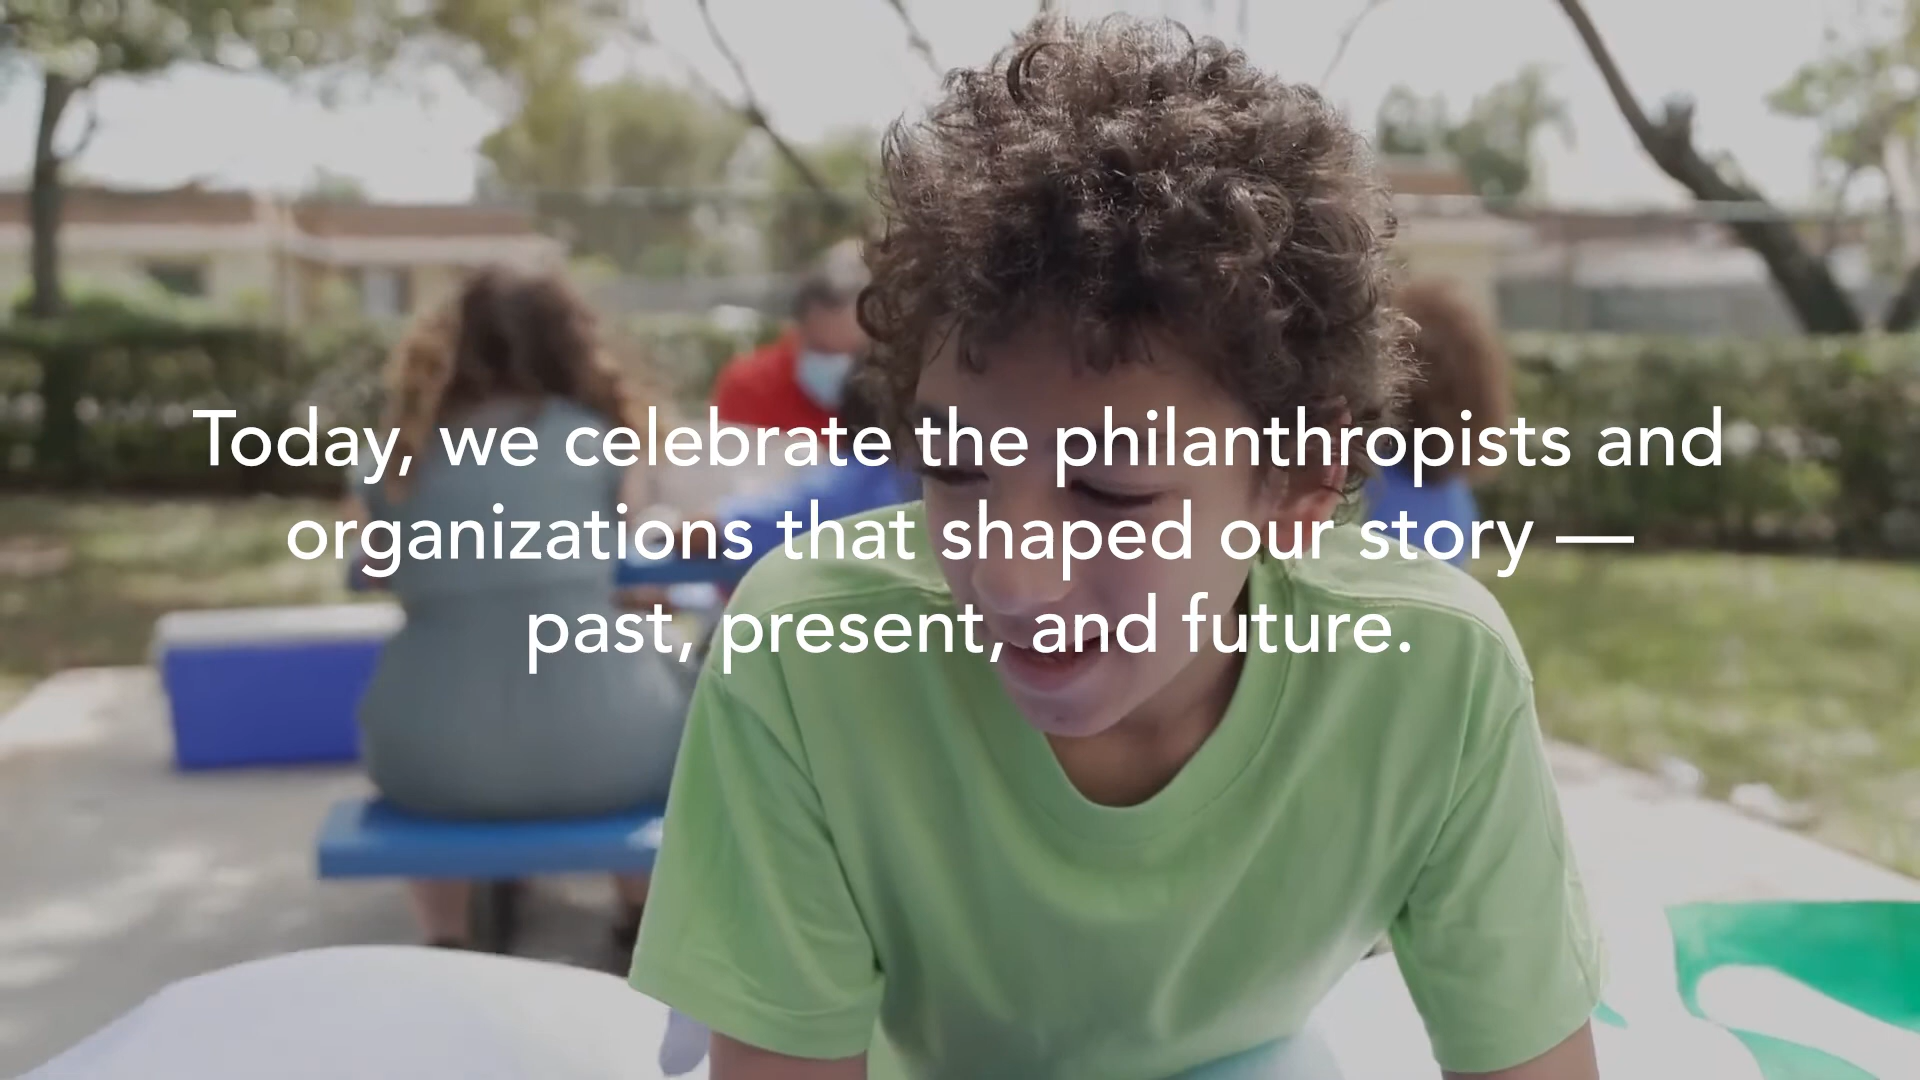 Today, we celebrate the philanthropists and
organizations that shaped our story —
past, present, and future.